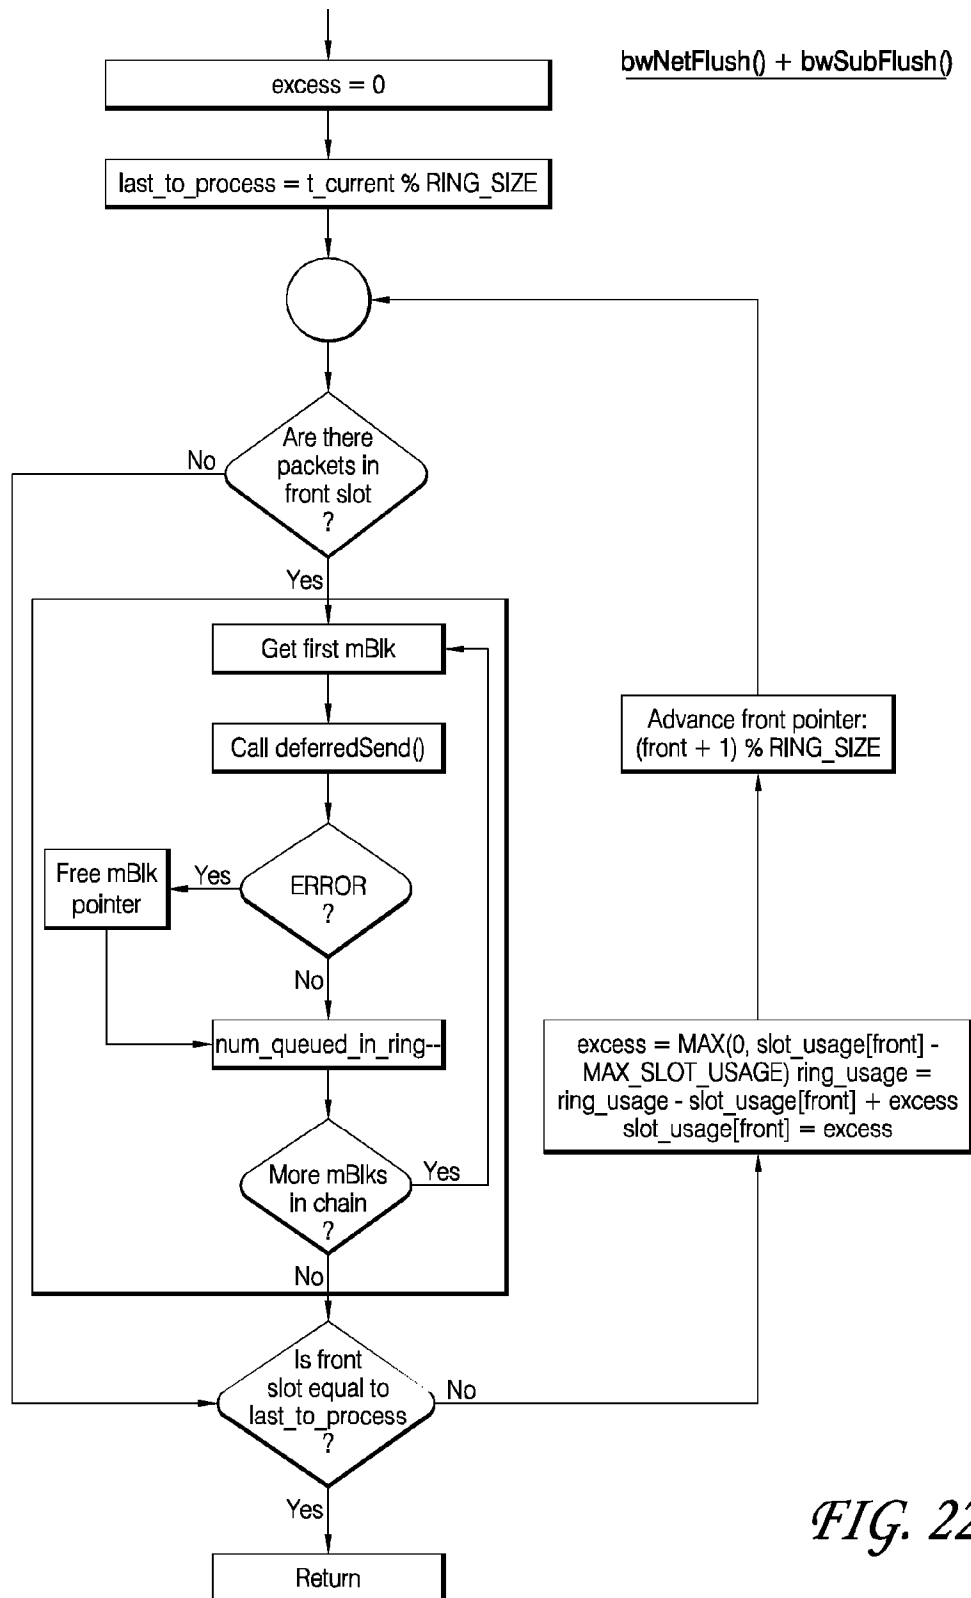 bwNetFlush() + bwSubFlush()
excess = 0
last_to_process = t_current % RING_SIZE
Are there
packets in
front slot
?
No
Yes
Get first mBlk
Call deferredSend()
ERROR
?
Yes
Free mBlk
pointer
No
num_queued_in_ring--
More mBlks
in chain
?
Yes
No
Is front
slot equal to
last_to_process
?
No
Yes
Return
excess = MAX(0, slot_usage[front] -
MAX_SLOT_USAGE) ring_usage =
ring_usage - slot_usage[front] + excess
slot_usage[front] = excess
Advance front pointer:
(front + 1) % RING_SIZE
FIG. 22